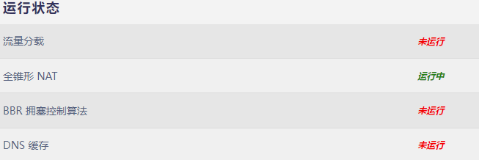 运行状态
流量分载 未运行
全锥形 NAT 运行中
BBR 拥塞控制算法 未运行
DNS 缓存 未运行